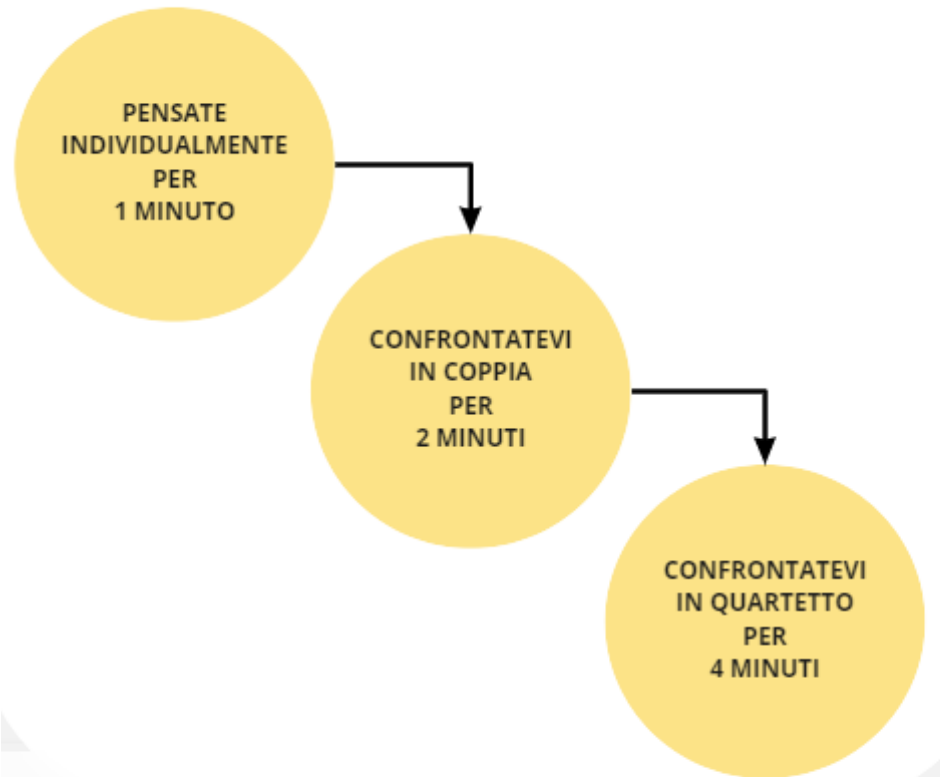 PENSATE
INDIVIDUALMENTE
PER
1 MINUTO
CONFRONTATEVI
IN COPPIA
PER
2 MINUTI
CONFRONTATEVI
IN QUARTETTO
PER
4 MINUTI